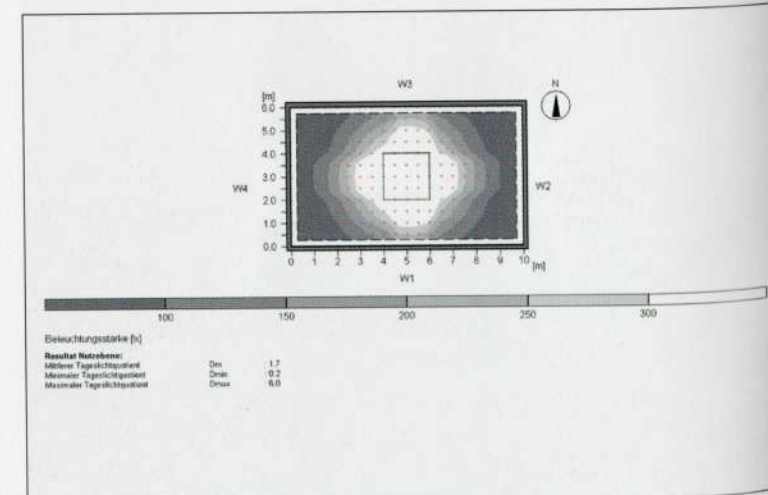 W3
N
[m]
6.0
5.0
4.0
3.0
2.0
1.0
0.0
W4
W2
0 1 2 3 4 5 6 7 8 9 10 [m]
W1
100 150 200 250 300
Beleuchtungsstärke [lx]
Resultat Nutzebene:
Mittlerer Tageslichtquotient Dm : 1.7
Minimaler Tageslichtquotient Dmin : 0.2
Maximaler Tageslichtquotient Dmax : 6.0